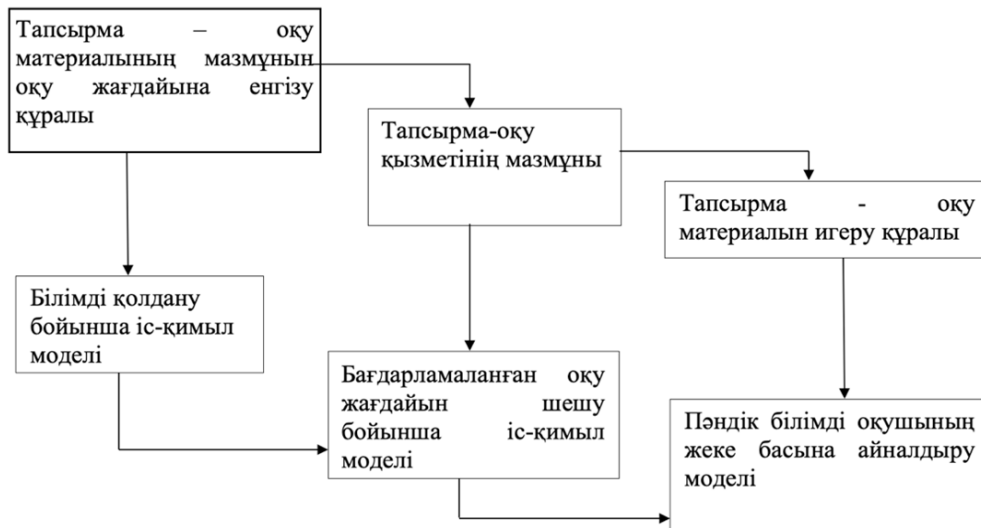 Тапсырма – оқу
материалының мазмұнын
оқу жағдайына енгізу
құралы
Тапсырма-оқу
қызметінің мазмұны
Тапсырма - оқу
материалын игеру құралы
Білімді қолдану
бойынша іс-қимыл
моделі
Бағдарламаланған оқу
жағдайын шешу
бойынша іс-қимыл
моделі
Пәндік білімді оқушының
жеке басына айналдыру
моделі